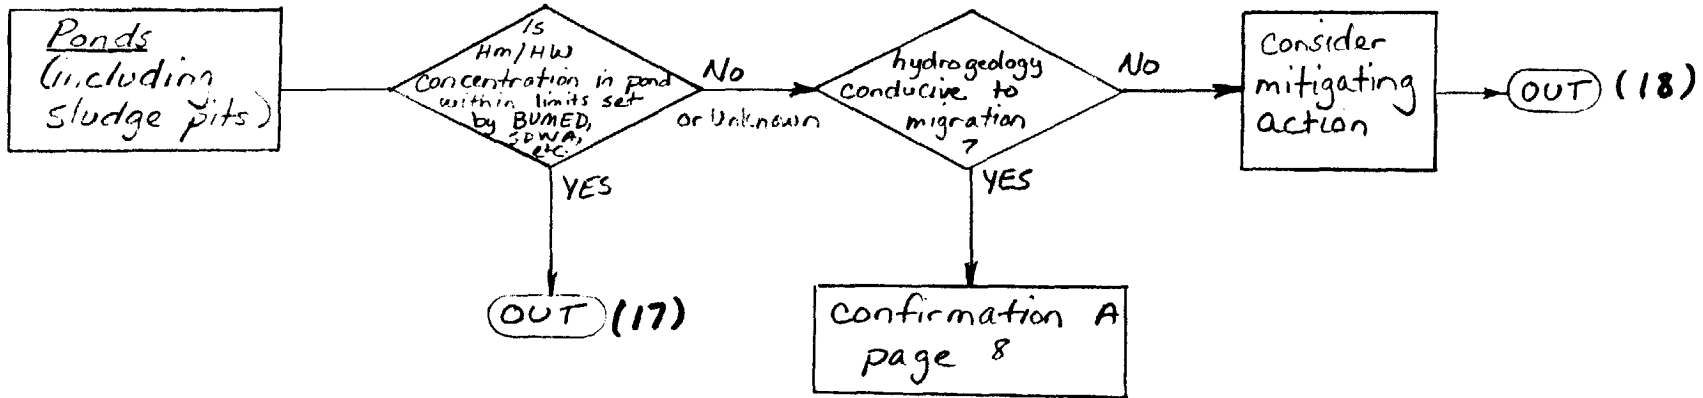 Ponds
(including
sludge pits)
Is
Hm/HW
Concentration in pond
within limits set
by BUMED,
SDWA,
etc.
No
or Unknown
YES
OUT (17)
hydrogeology
conducive to
migration
?
No
YES
Confirmation A
page 8
consider
mitigating
action
OUT (18)